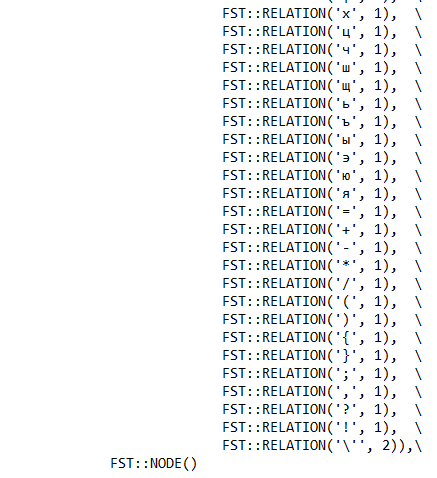 FST::RELATION('х', 1), \
FST::RELATION('ц', 1), \
FST::RELATION('ч', 1), \
FST::RELATION('ш', 1), \
FST::RELATION('щ', 1), \
FST::RELATION('ь', 1), \
FST::RELATION('ъ', 1), \
FST::RELATION('ы', 1), \
FST::RELATION('э', 1), \
FST::RELATION('ю', 1), \
FST::RELATION('я', 1), \
FST::RELATION('=', 1), \
FST::RELATION('+', 1), \
FST::RELATION('-', 1), \
FST::RELATION('*', 1), \
FST::RELATION('/', 1), \
FST::RELATION('(', 1), \
FST::RELATION(')', 1), \
FST::RELATION('{', 1), \
FST::RELATION('}', 1), \
FST::RELATION(';', 1), \
FST::RELATION(',', 1), \
FST::RELATION('?', 1), \
FST::RELATION('!', 1), \
FST::RELATION('\'', 2)),\
FST::NODE()